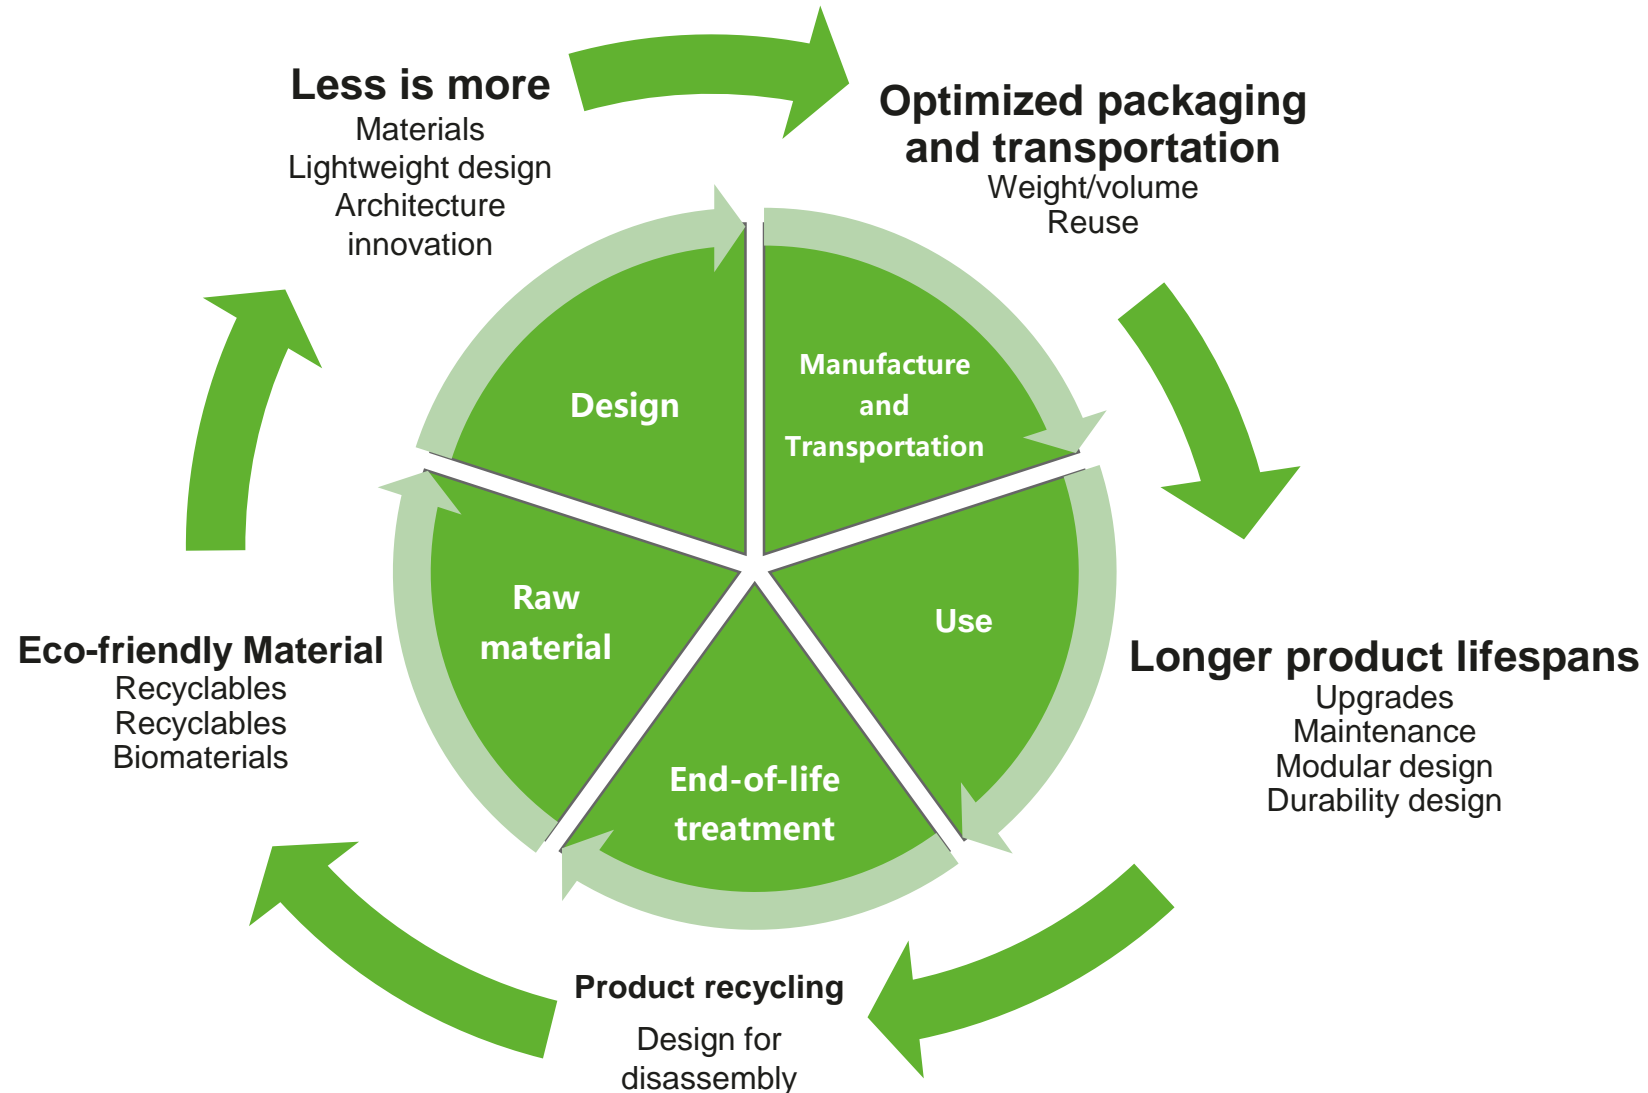 Less is more
Materials
Lightweight design
Architecture
innovation
Optimized packaging
and transportation
Weight/volume
Reuse
Design
Manufacture
and
Transportation
Raw
material
Use
End-of-life
treatment
Eco-friendly Material
Recyclables
Recyclables
Biomaterials
Longer product lifespans
Upgrades
Maintenance
Modular design
Durability design
Product recycling
Design for
disassembly